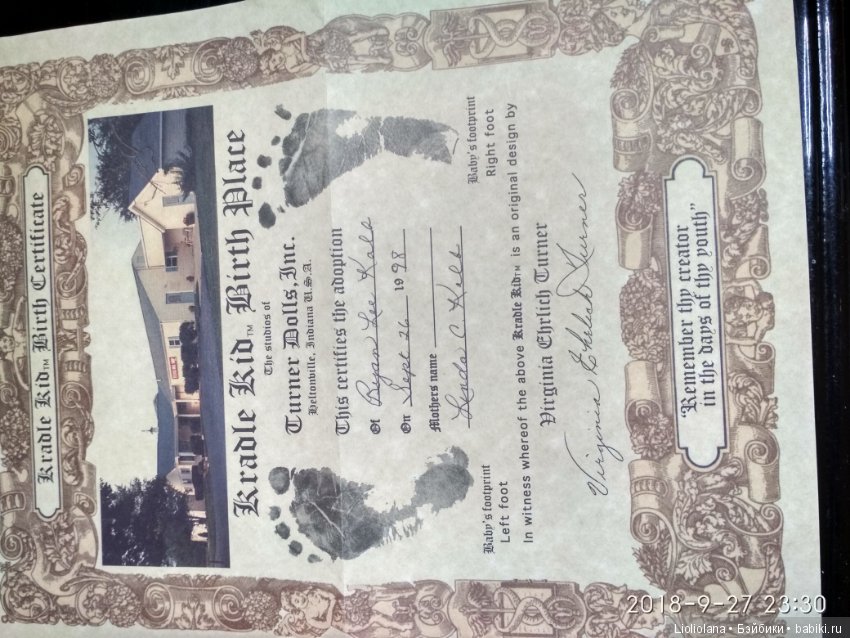 Kradle Kid™ Birth Certificate
Kradle Kid™ Birth Place
The studios of
Turner Dolls, Inc.
Heltonville, Indiana U.S.A.
This certifies the adoption
Of Ryan Lee
On Sept 26 1998
Mothers name
Linda C
Baby's footprint
Left foot
Baby's footprint
Right foot
In witness whereof the above Kradle Kid™ is an original design by
Virginia Ehrlich Turner
Virginia Ehrlich Turner
"Remember thy creator
in the days of thy youth"
2018-9-27 23:30
Lioliolana • Бэйбики • babiki.ru